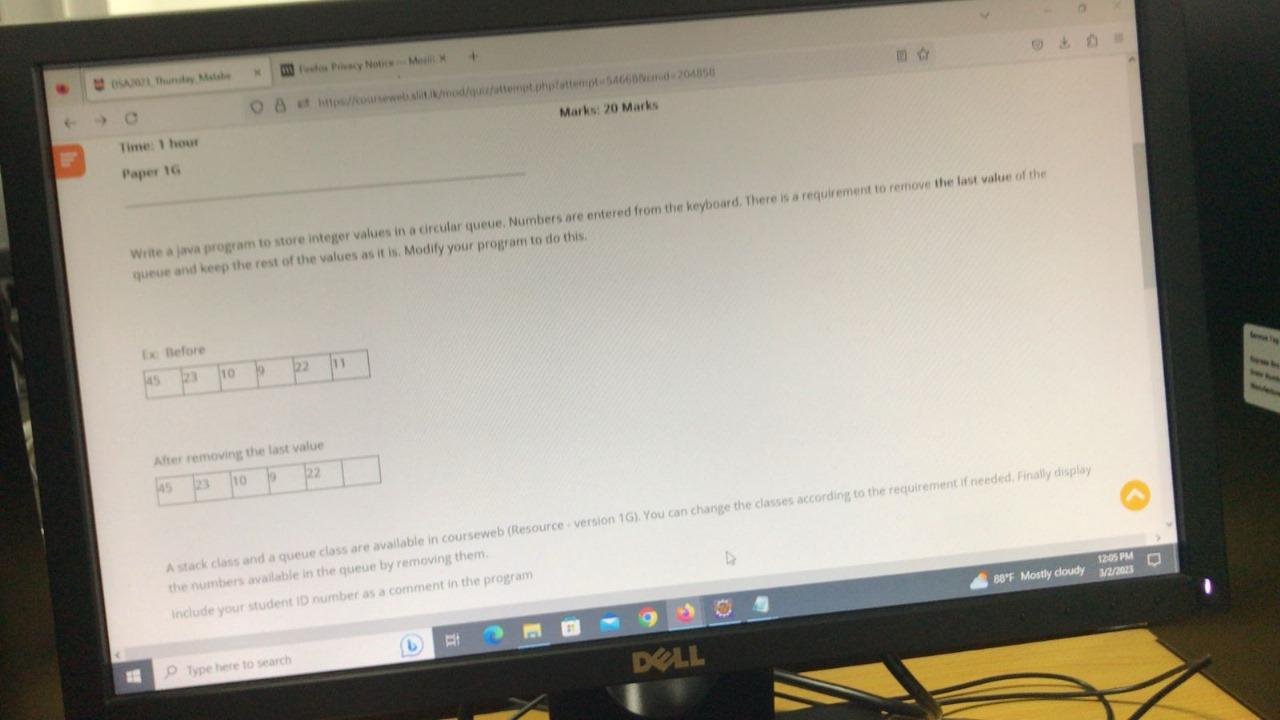 DSA2023_Thursday_Malabe
Firefox Privacy Notice — Mozill
https://courseweb.sliit.lk/mod/quiz/attempt.php?attempt=54668&cmid=204858
Marks: 20 Marks
Time: 1 hour
Paper 1G
Write a java program to store integer values in a circular queue. Numbers are entered from the keyboard. There is a requirement to remove the last value of the
queue and keep the rest of the values as it is. Modify your program to do this.
Ex: Before
45 23 10 9 22 11
After removing the last value
45 23 10 9 22
A stack class and a queue class are available in courseweb (Resource - version 1G). You can change the classes according to the requirement if needed. Finally display
the numbers available in the queue by removing them.
Include your student ID number as a comment in the program
Type here to search
88°F Mostly cloudy
12:05 PM
3/2/2023
DELL